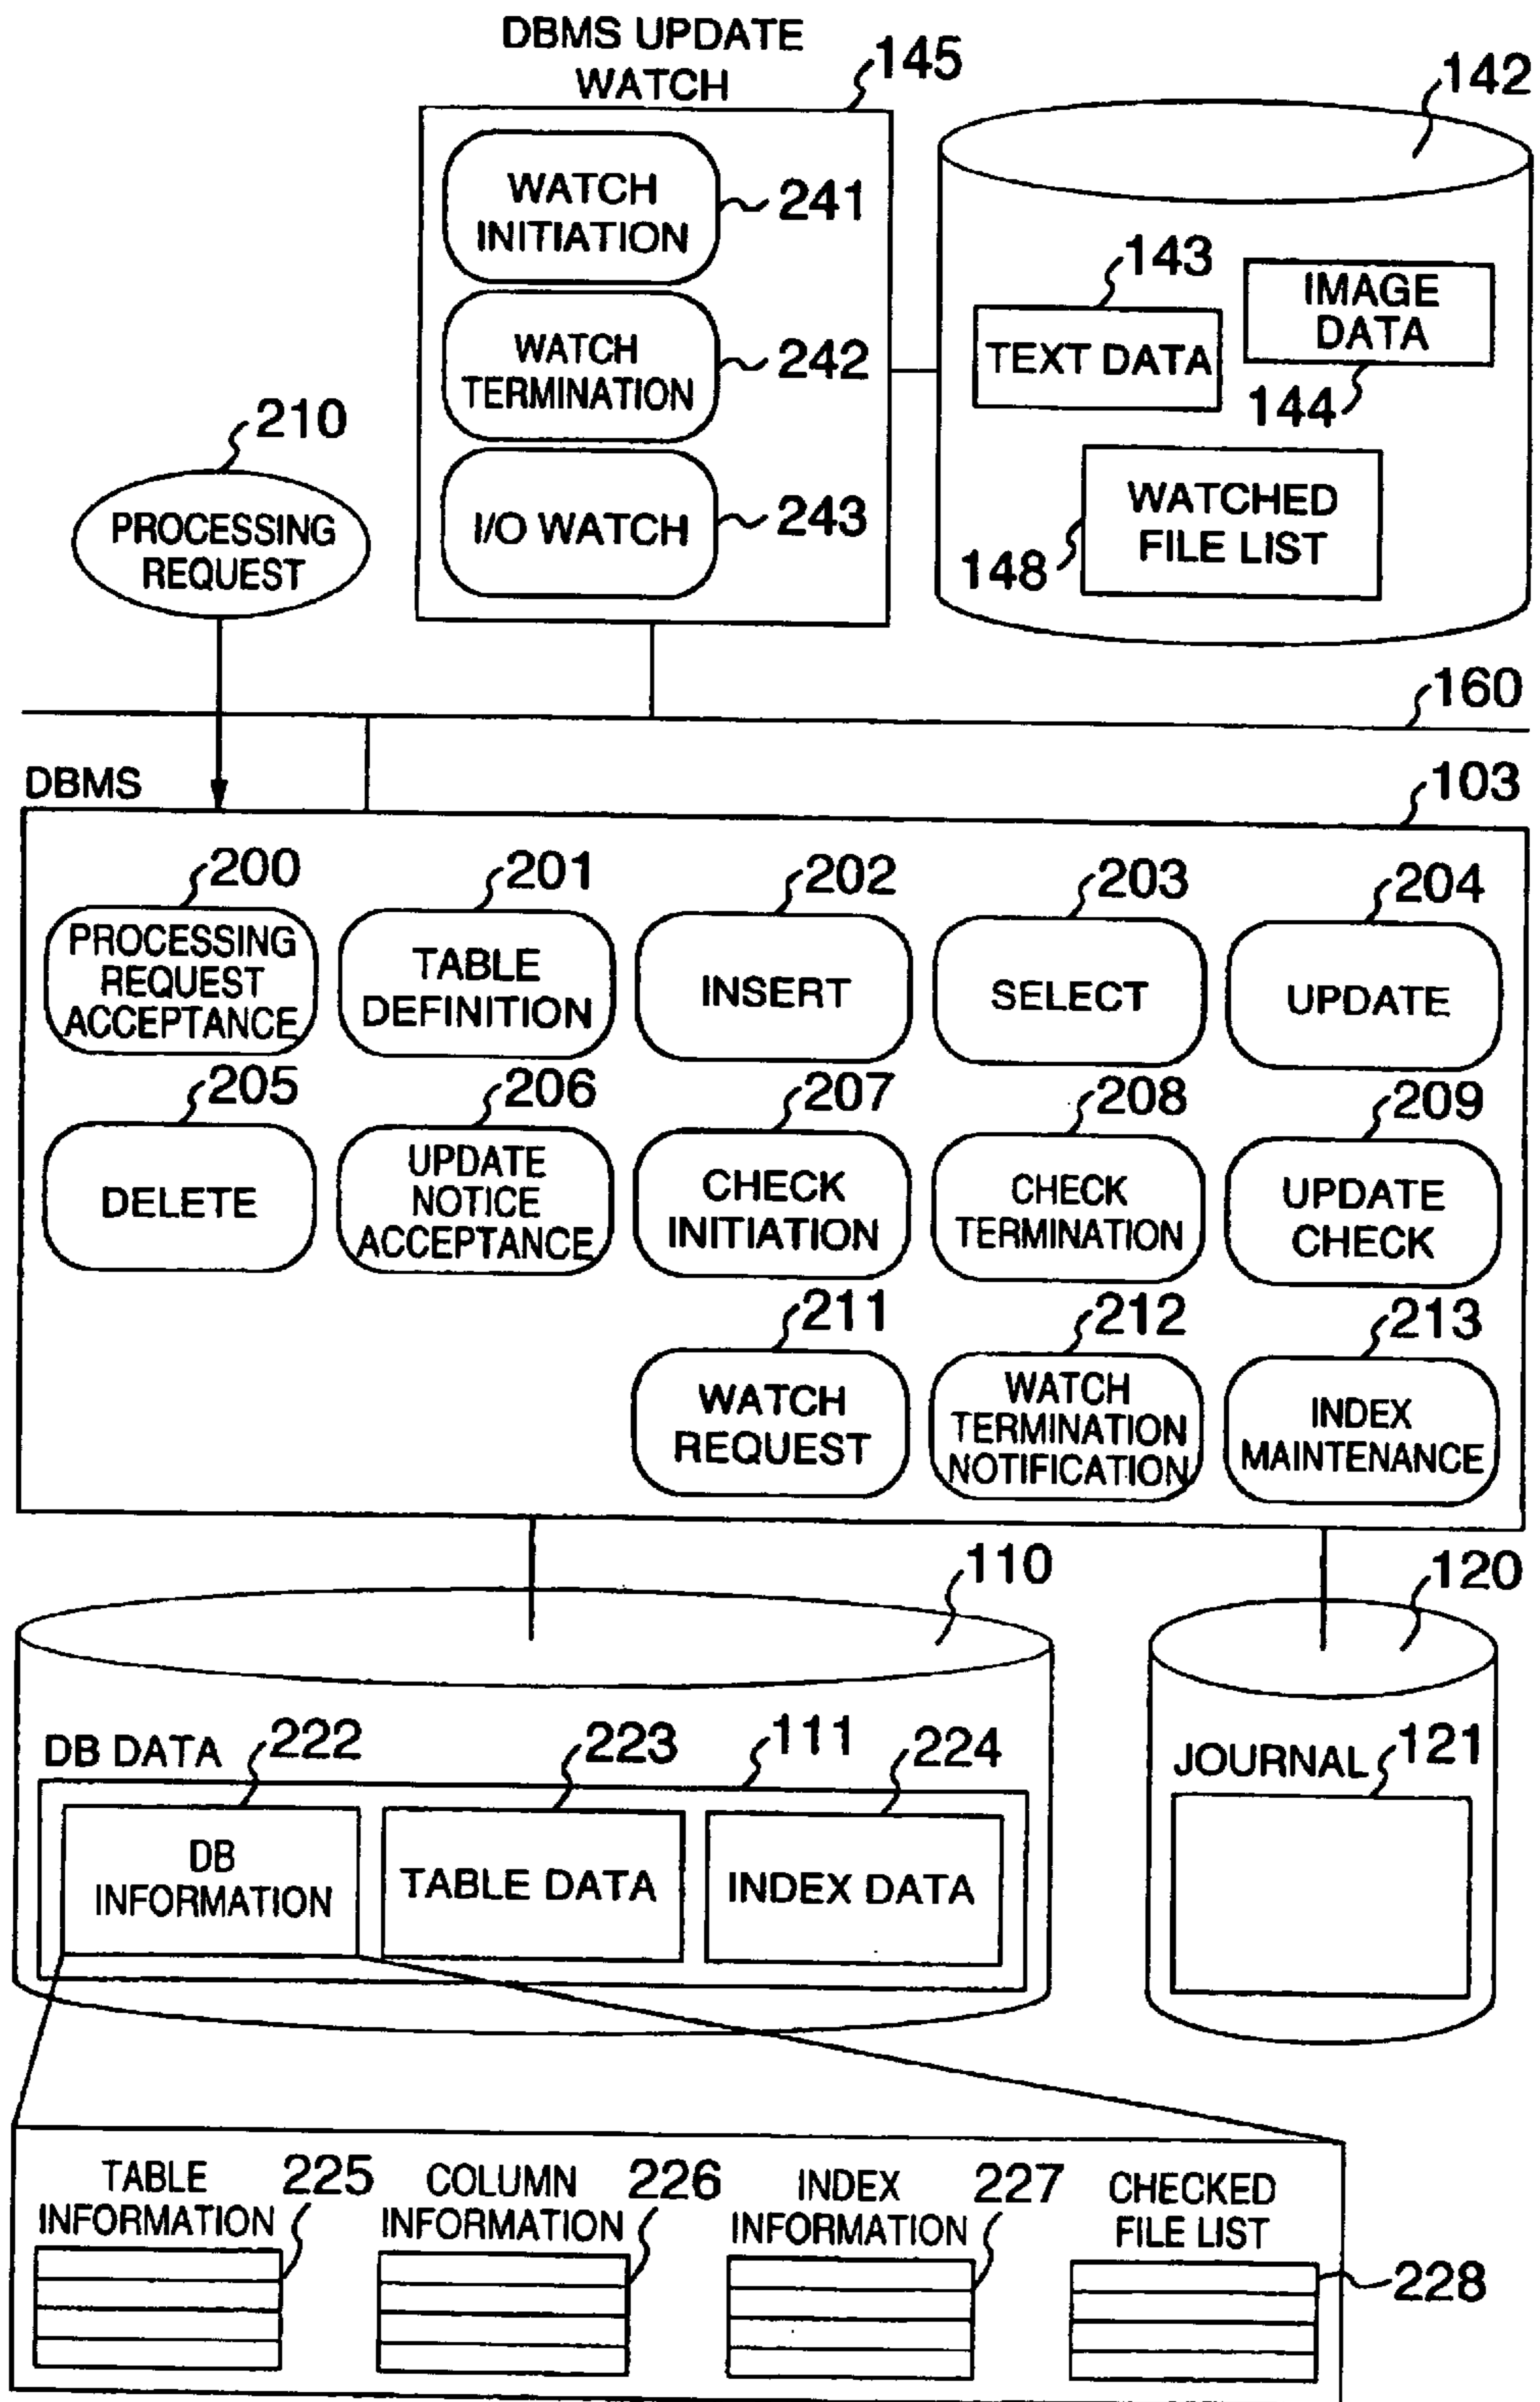 DBMS UPDATE
WATCH
145
142
WATCH
INITIATION
241
143
IMAGE
DATA
TEXT DATA
144
WATCH
TERMINATION
242
210
PROCESSING
REQUEST
I/O WATCH
243
WATCHED
FILE LIST
148
160
DBMS
103
200
201
202
203
204
PROCESSING
REQUEST
ACCEPTANCE
TABLE
DEFINITION
INSERT
SELECT
UPDATE
205
206
207
208
209
DELETE
UPDATE
NOTICE
ACCEPTANCE
CHECK
INITIATION
CHECK
TERMINATION
UPDATE
CHECK
211
212
213
WATCH
REQUEST
WATCH
TERMINATION
NOTIFICATION
INDEX
MAINTENANCE
110
120
DB DATA
222
223
111
224
JOURNAL
121
DB
INFORMATION
TABLE DATA
INDEX DATA
TABLE
INFORMATION
225
COLUMN
INFORMATION
226
INDEX
INFORMATION
227
CHECKED
FILE LIST
228